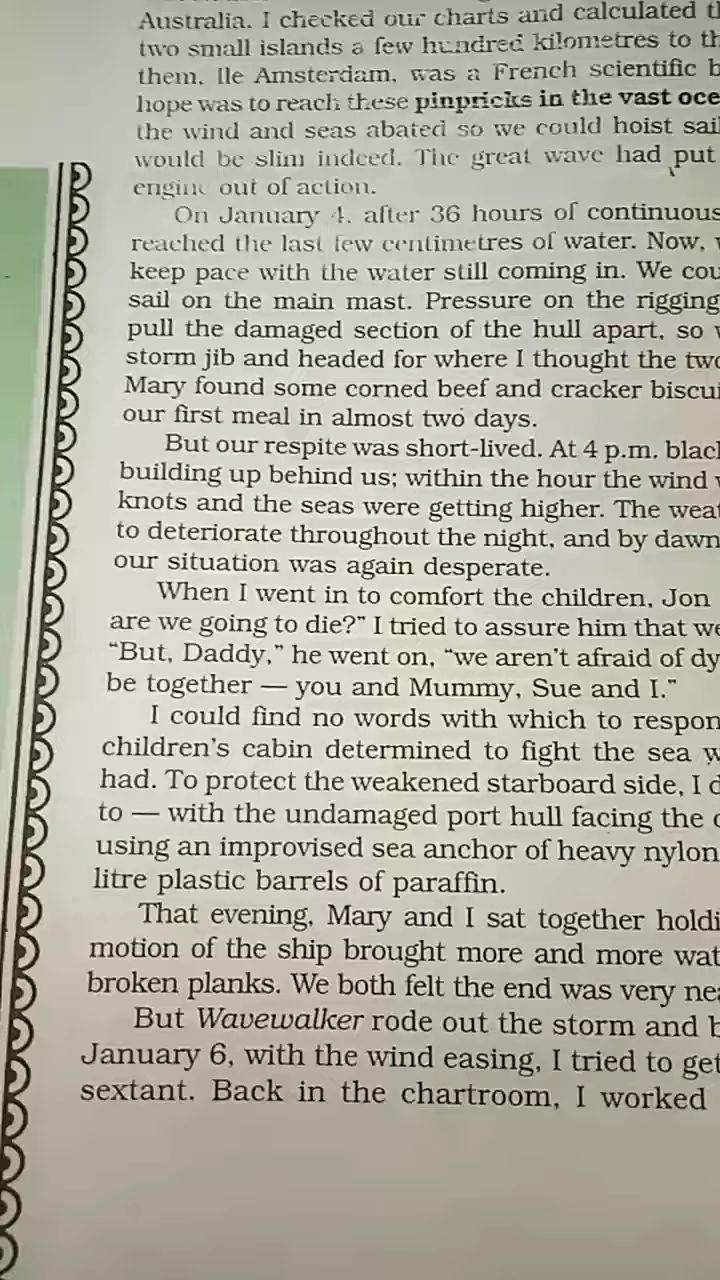 Australia. I checked our charts and calculated
two small islands a few hundred kilometres to
them, Ile Amsterdam, was a French scientific
hope was to reach these pinpricks in the vast
the wind and seas abated so we could hoist
would be slim indeed. The great wave had put
engine out of action.
On January 4, after 36 hours of continuous
reached the last few centimetres of water. Now,
keep pace with the water still coming in. We
sail on the main mast. Pressure on the rigging
pull the damaged section of the hull apart, so
storm jib and headed for where I thought the
Mary found some corned beef and cracker
our first meal in almost two days.
But our respite was short-lived. At 4 p.m.
building up behind us; within the hour the wind
knots and the seas were getting higher. The
to deteriorate throughout the night, and by dawn
our situation was again desperate.
When I went in to comfort the children, Jon
are we going to die?” I tried to assure him that
“But, Daddy,” he went on, “we aren’t afraid of
be together — you and Mummy, Sue and I.”
I could find no words with which to
children’s cabin determined to fight the sea
had. To protect the weakened starboard side, I
to — with the undamaged port hull facing the
using an improvised sea anchor of heavy nylon
litre plastic barrels of paraffin.
That evening, Mary and I sat together
motion of the ship brought more and more
broken planks. We both felt the end was very
But Wavewalker rode out the storm and
January 6, with the wind easing, I tried to get
sextant. Back in the chartroom, I worked